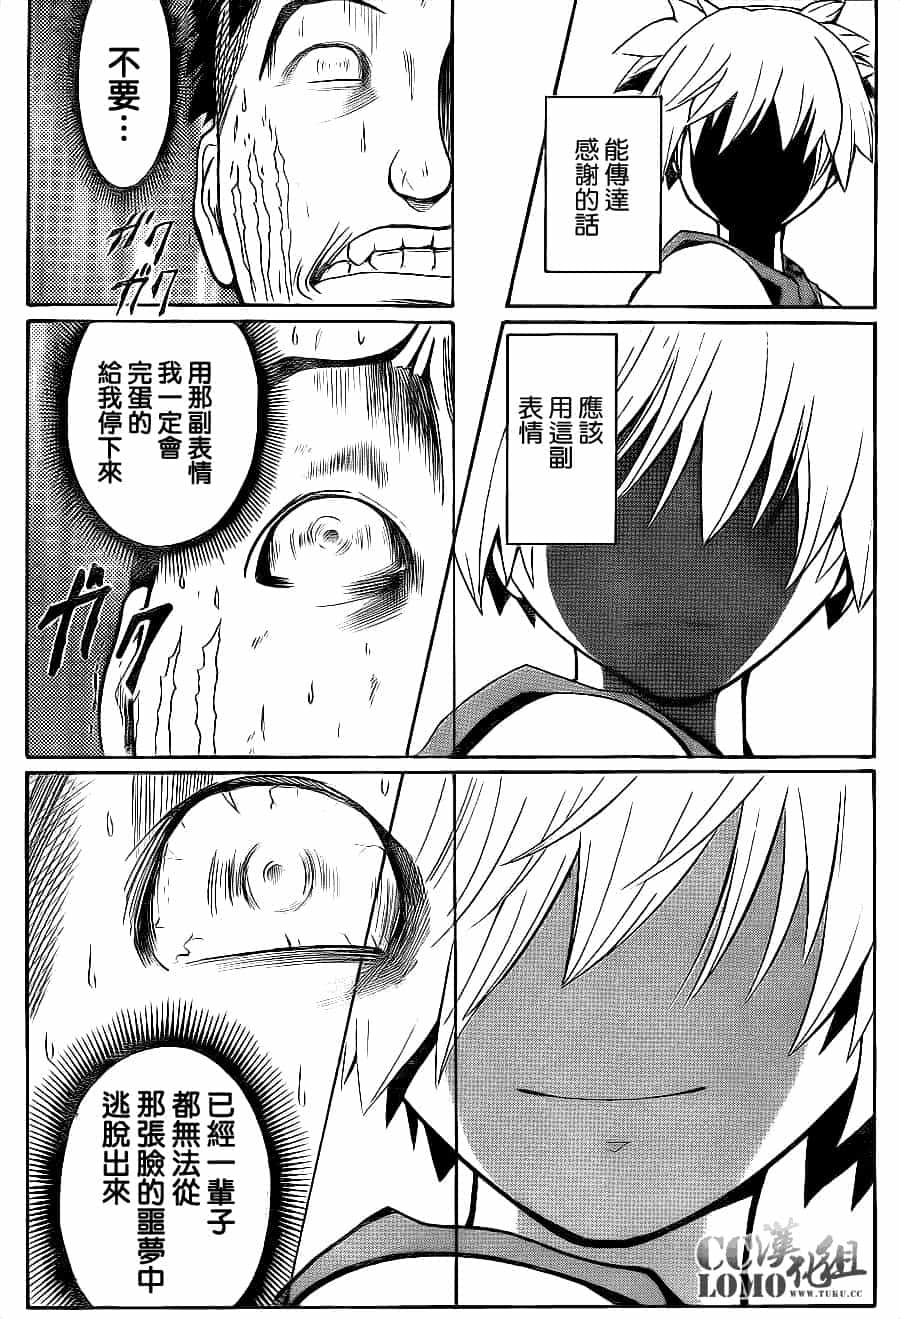 能傳達
感謝的話
不要…
ガク
ガク
應該
用這副
表情
用那副表情
我一定會
完蛋的
給我停下來
ガク
已經一輩子
都無法從
那張臉的噩夢中
逃脫出來
CC漢化組
LOMO
WWW.TUKU.CC